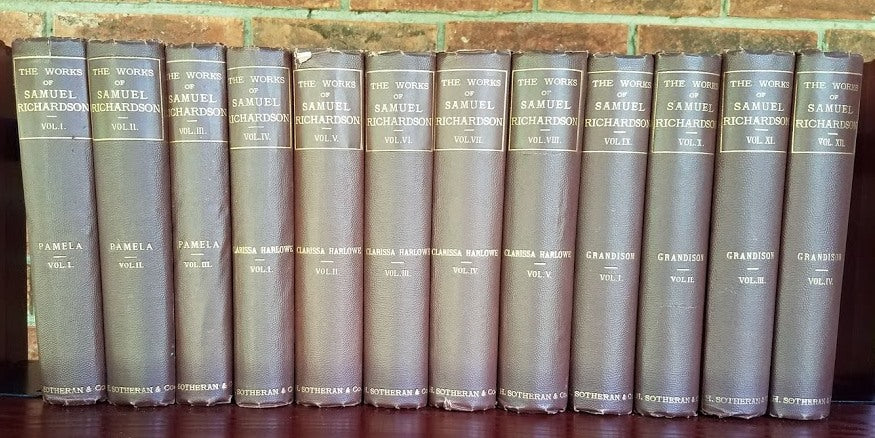 THE WORKS
OF
SAMUEL
RICHARDSON
VOL. I.
PAMELA
VOL. I.
SOTHERAN & Co.
THE WORKS
OF
SAMUEL
RICHARDSON
VOL. II.
PAMELA
VOL. II.
H. SOTHERAN & Co.
THE WORKS
OF
SAMUEL
RICHARDSON
VOL. III.
PAMELA
VOL. III.
SOTHERAN & Co.
THE WORKS
OF
SAMUEL
RICHARDSON
VOL. IV.
CLARISSA HARLOWE
VOL. I.
H. SOTHERAN & Co.
THE WORKS
OF
SAMUEL
RICHARDSON
VOL. V.
CLARISSA HARLOWE
VOL. II.
H. SOTHERAN & Co.
THE WORKS
OF
SAMUEL
RICHARDSON
VOL. VI.
CLARISSA HARLOWE
VOL. III.
H. SOTHERAN & Co.
THE WORKS
OF
SAMUEL
RICHARDSON
VOL. VII.
CLARISSA HARLOWE
VOL. IV.
H. SOTHERAN & Co.
THE WORKS
OF
SAMUEL
RICHARDSON
VOL. VIII.
CLARISSA HARLOWE
VOL. V.
H. SOTHERAN & Co.
THE WORKS
OF
SAMUEL
RICHARDSON
VOL. IX.
GRANDISON
VOL. I.
H. SOTHERAN & Co.
THE WORKS
OF
SAMUEL
RICHARDSON
VOL. X.
GRANDISON
VOL. II.
H. SOTHERAN & Co.
THE WORKS
OF
SAMUEL
RICHARDSON
VOL. XI.
GRANDISON
VOL. III.
H. SOTHERAN & Co.
THE WORKS
OF
SAMUEL
RICHARDSON
VOL. XII.
GRANDISON
VOL. IV.
H. SOTHERAN & Co.